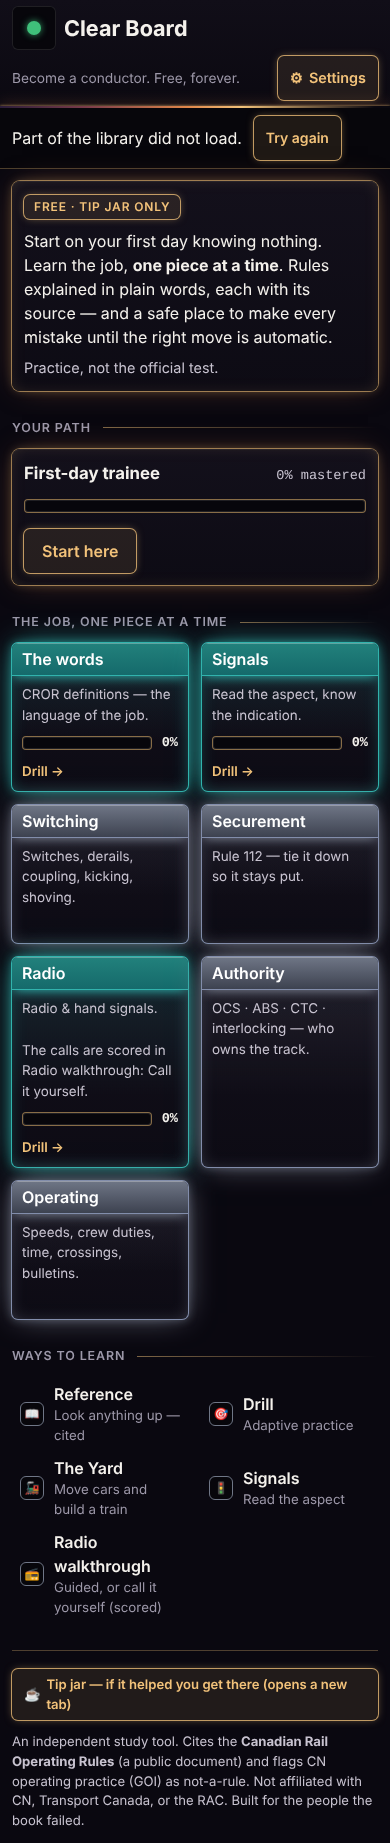 Clear Board
Become a conductor. Free, forever.
⚙ Settings
Part of the library did not load.
Try again
FREE · TIP JAR ONLY
Start on your first day knowing nothing.
Learn the job, one piece at a time. Rules
explained in plain words, each with its
source — and a safe place to make every
mistake until the right move is automatic.
Practice, not the official test.
YOUR PATH
First-day trainee
0% mastered
Start here
THE JOB, ONE PIECE AT A TIME
The words
CROR definitions — the
language of the job.
0%
Drill →
Signals
Read the aspect, know
the indication.
0%
Drill →
Switching
Switches, derails,
coupling, kicking,
shoving.
Securement
Rule 112 — tie it down
so it stays put.
Radio
Radio & hand signals.
The calls are scored in
Radio walkthrough: Call
it yourself.
0%
Drill →
Authority
OCS · ABS · CTC ·
interlocking — who
owns the track.
Operating
Speeds, crew duties,
time, crossings,
bulletins.
WAYS TO LEARN
Reference
Look anything up —
cited
Drill
Adaptive practice
The Yard
Move cars and
build a train
Signals
Read the aspect
Radio
walkthrough
Guided, or call it
yourself (scored)
Tip jar — if it helped you get there (opens a new
tab)
An independent study tool. Cites the Canadian Rail
Operating Rules (a public document) and flags CN
operating practice (GOI) as not-a-rule. Not affiliated with
CN, Transport Canada, or the RAC. Built for the people the
book failed.